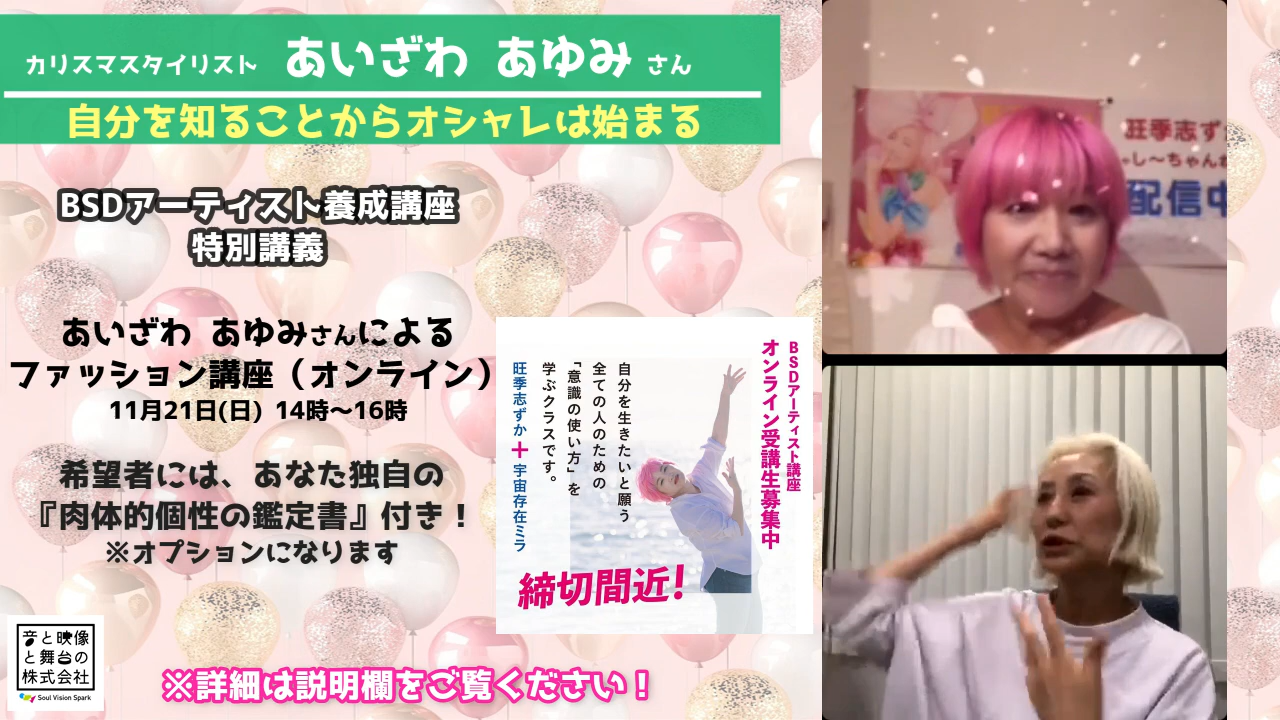 カリスマスタイリスト あいざわ あゆみ さん
自分を知ることからオシャレは始まる
BSDアーティスト養成講座
特別講義
あいざわ あゆみさんによる
ファッション講座（オンライン）
11月21日(日) 14時〜16時
希望者には、あなた独自の
『肉体的個性の鑑定書』付き！
※オプションになります
BSDアーティスト講座
オンライン受講生募集中
自分を生きたいと願う
全ての人のための
「意識の使い方」を
学ぶクラスです。
旺季志ずか＋宇宙存在ミラ
締切間近！
音と映像
と舞台の
株式会社
Soul Vision Spark
※詳細は説明欄をご覧ください！
旺季志ず
し〜ちゃん
配信中